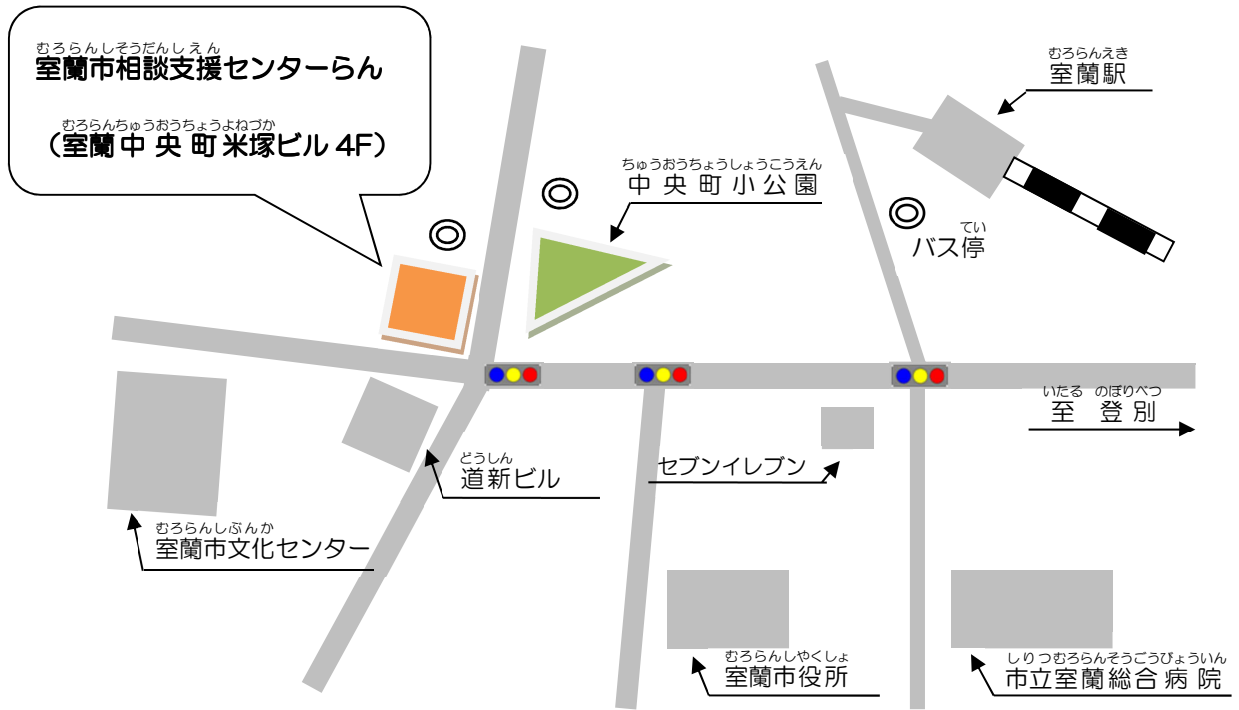 むろらんしそうだんしえん
室蘭市相談支援センターらん
むろらんちゅうおうちょうよねづか
（室蘭中央町米塚ビル 4F）
むろらんえき
室蘭駅
ちゅうおうちょうしょうこうえん
中央町小公園
てい
バス停
いたる のぼりべつ
至 登別
どうしん
道新ビル
セブンイレブン
むろらんしぶんか
室蘭市文化センター
むろらんしやくしょ
室蘭市役所
しりつむろらんそうごうびょういん
市立室蘭総合病院